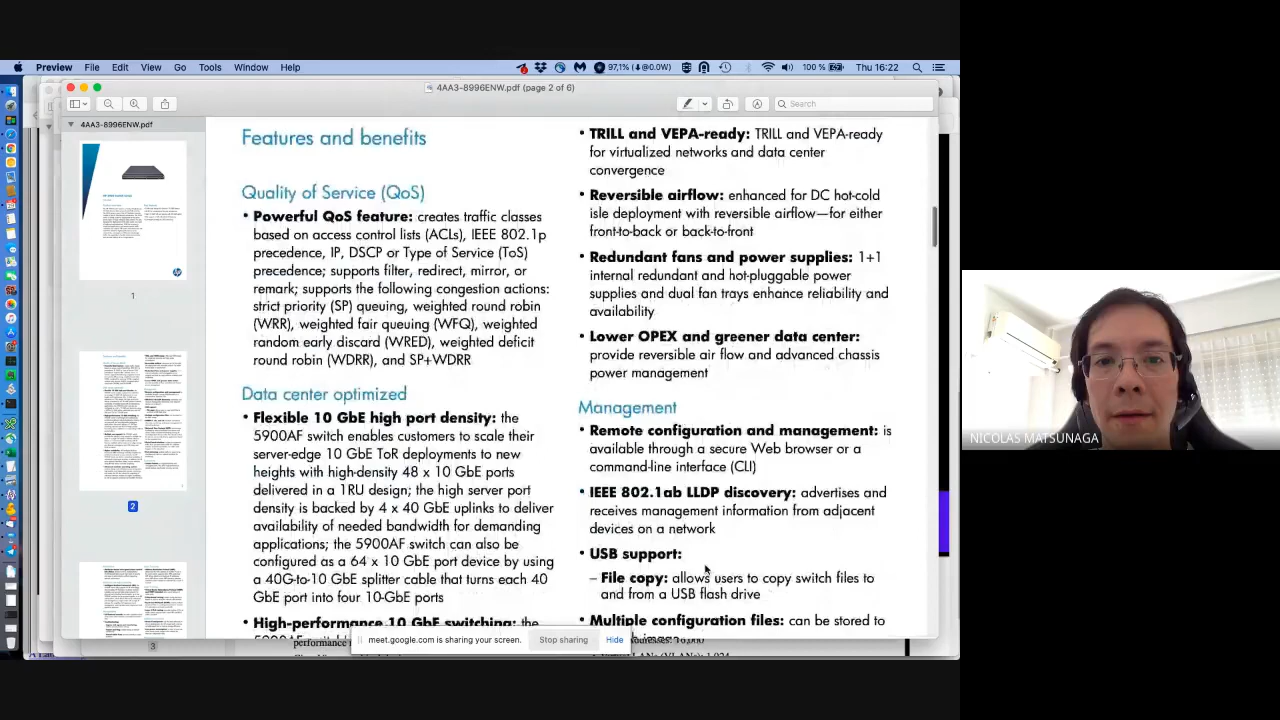 Preview File Edit View Go Tools Window Help
97,1% (⬇@0.0W) 100 % Thu 16:22
4AA3-8996ENW.pdf (page 2 of 6)
Search
4AA3-8996ENW.pdf
1
2
3
Features and benefits
Quality of Service (QoS)
• Powerful QoS feature: creates traffic classes
based on access control lists (ACLs), IEEE 802.1p
precedence, IP, DSCP or Type of Service (ToS)
precedence; supports filter, redirect, mirror, or
remark; supports the following congestion actions:
strict priority (SP) queuing, weighted round robin
(WRR), weighted fair queuing (WFQ), weighted
random early discard (WRED), weighted deficit
round robin (WDRR), and SP+WDRR
Data center optimized
• Flexible 10 GbE high port density: the
5900AF switch enables customers to scale their
server-edge 10 GbE ToR deployments to new
heights with high-density 48 x 10 GbE ports
delivered in a 1RU design; the high server port
density is backed by 4 x 40 GbE uplinks to deliver
availability of needed bandwidth for demanding
applications; the 5900AF switch can also be
configured as a 64 x 10-GbE port device by using
a 40 GbE splitter cable that turns each 40
GbE port into four 10-GbE ports
• High-performance 10 GbE switching: the
• TRILL and VEPA-ready: TRILL and VEPA-ready
for virtualized networks and data center
convergence
• Reversible airflow: enhanced for DC hot-cold
isle deployment with reversible airflow—for either
front-to-back or back-to-front
• Redundant fans and power supplies: 1+1
internal redundant and hot-pluggable power
supplies and dual fan trays enhance reliability and
availability
• Lower OPEX and greener data center:
provide reversible air flow and advanced chassis
power management
Management
• Remote configuration and management: is
available through a secure Web browser or a
command-line interface (CLI)
• IEEE 802.1ab LLDP discovery: advertises and
receives management information from adjacent
devices on a network
• USB support:
– File copy: allows users to copy switch files to
and from a USB flash drive
• Multiple configuration files: can be stored to
meet.google.com is sharing your screen. Stop sharing Hide
performance
NICOLAS MATSUNAGA